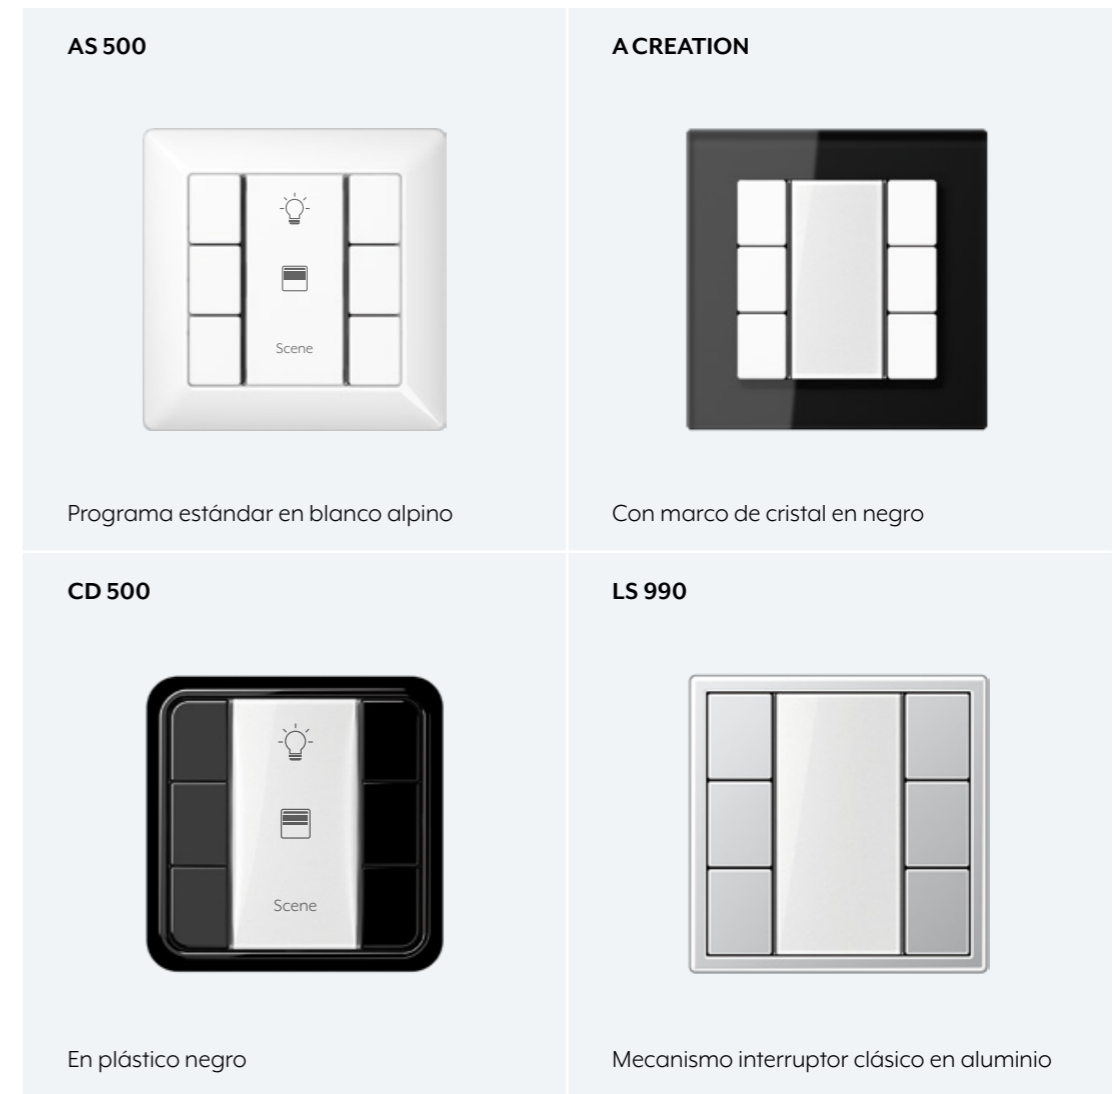 AS 500
A CREATION
Scene
Programa estándar en blanco alpino
Con marco de cristal en negro
CD 500
LS 990
Scene
En plástico negro
Mecanismo interruptor clásico en aluminio